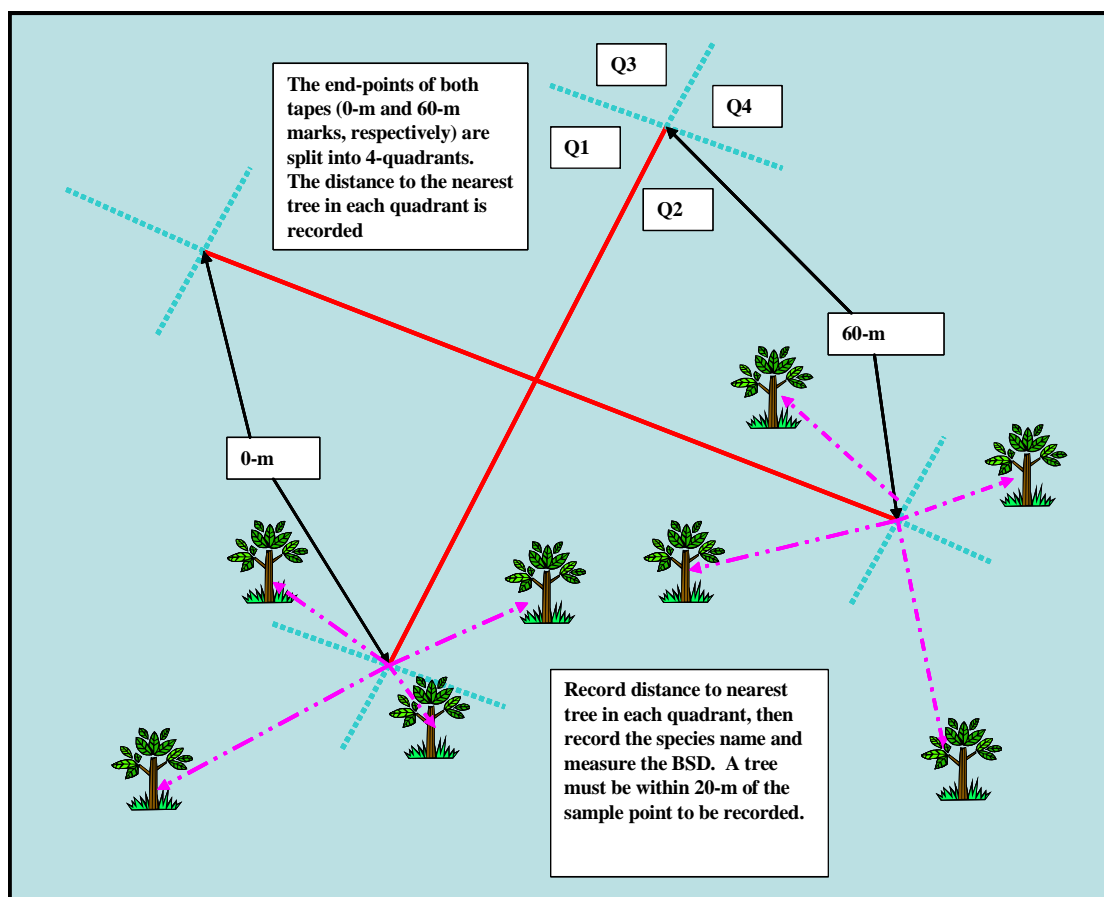 The end-points of both
tapes (0-m and 60-m
marks, respectively) are
split into 4-quadrants.
The distance to the nearest
tree in each quadrant is
recorded
Q3
Q4
Q1
Q2
60-m
0-m
Record distance to nearest
tree in each quadrant, then
record the species name and
measure the BSD.  A tree
must be within 20-m of the
sample point to be recorded.